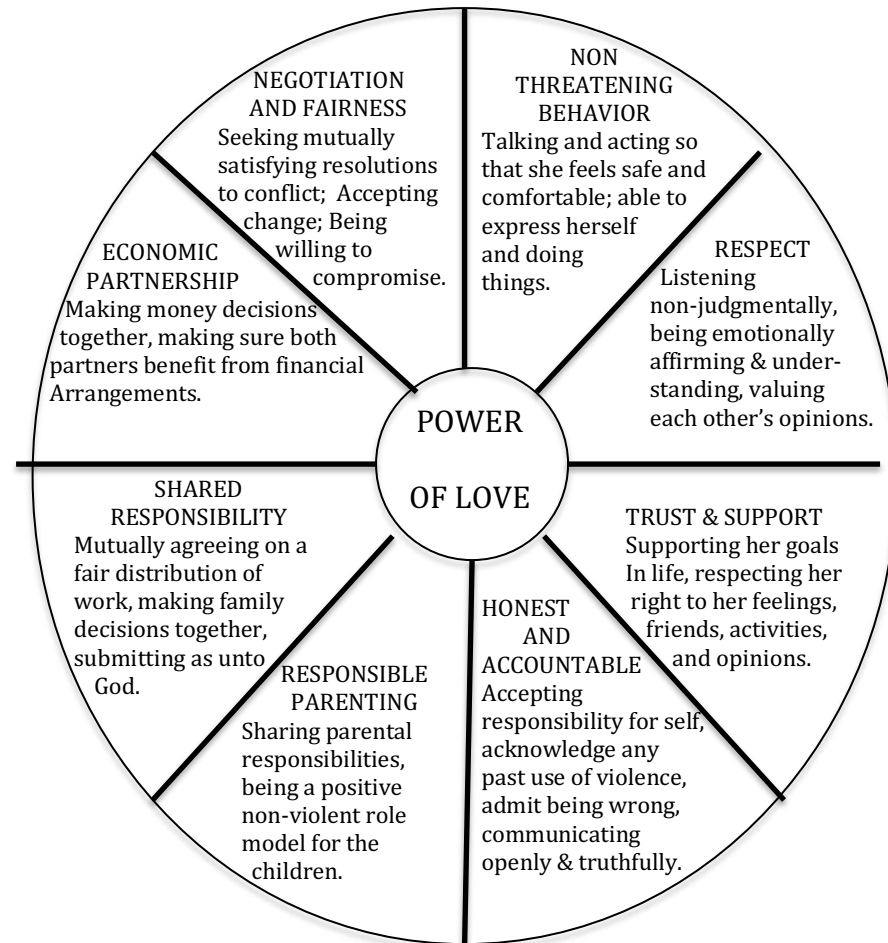 NEGOTIATION
AND FAIRNESS
Seeking mutually
satisfying resolutions
to conflict; Accepting
change; Being
willing to
compromise.
NON
THREATENING
BEHAVIOR
Talking and acting so
that she feels safe and
comfortable; able to
express herself
and doing
things.
RESPECT
Listening
non-judgmentally,
being emotionally
affirming & under-
standing, valuing
each other’s opinions.
TRUST & SUPPORT
Supporting her goals
In life, respecting her
right to her feelings,
friends, activities,
and opinions.
HONEST
AND
ACCOUNTABLE
Accepting
responsibility for self,
acknowledge any
past use of violence,
admit being wrong,
communicating
openly & truthfully.
RESPONSIBLE
PARENTING
Sharing parental
responsibilities,
being a positive
non-violent role
model for the
children.
SHARED
RESPONSIBILITY
Mutually agreeing on a
fair distribution of
work, making family
decisions together,
submitting as unto
God.
ECONOMIC
PARTNERSHIP
Making money decisions
together, making sure both
partners benefit from financial
Arrangements.
POWER
OF LOVE